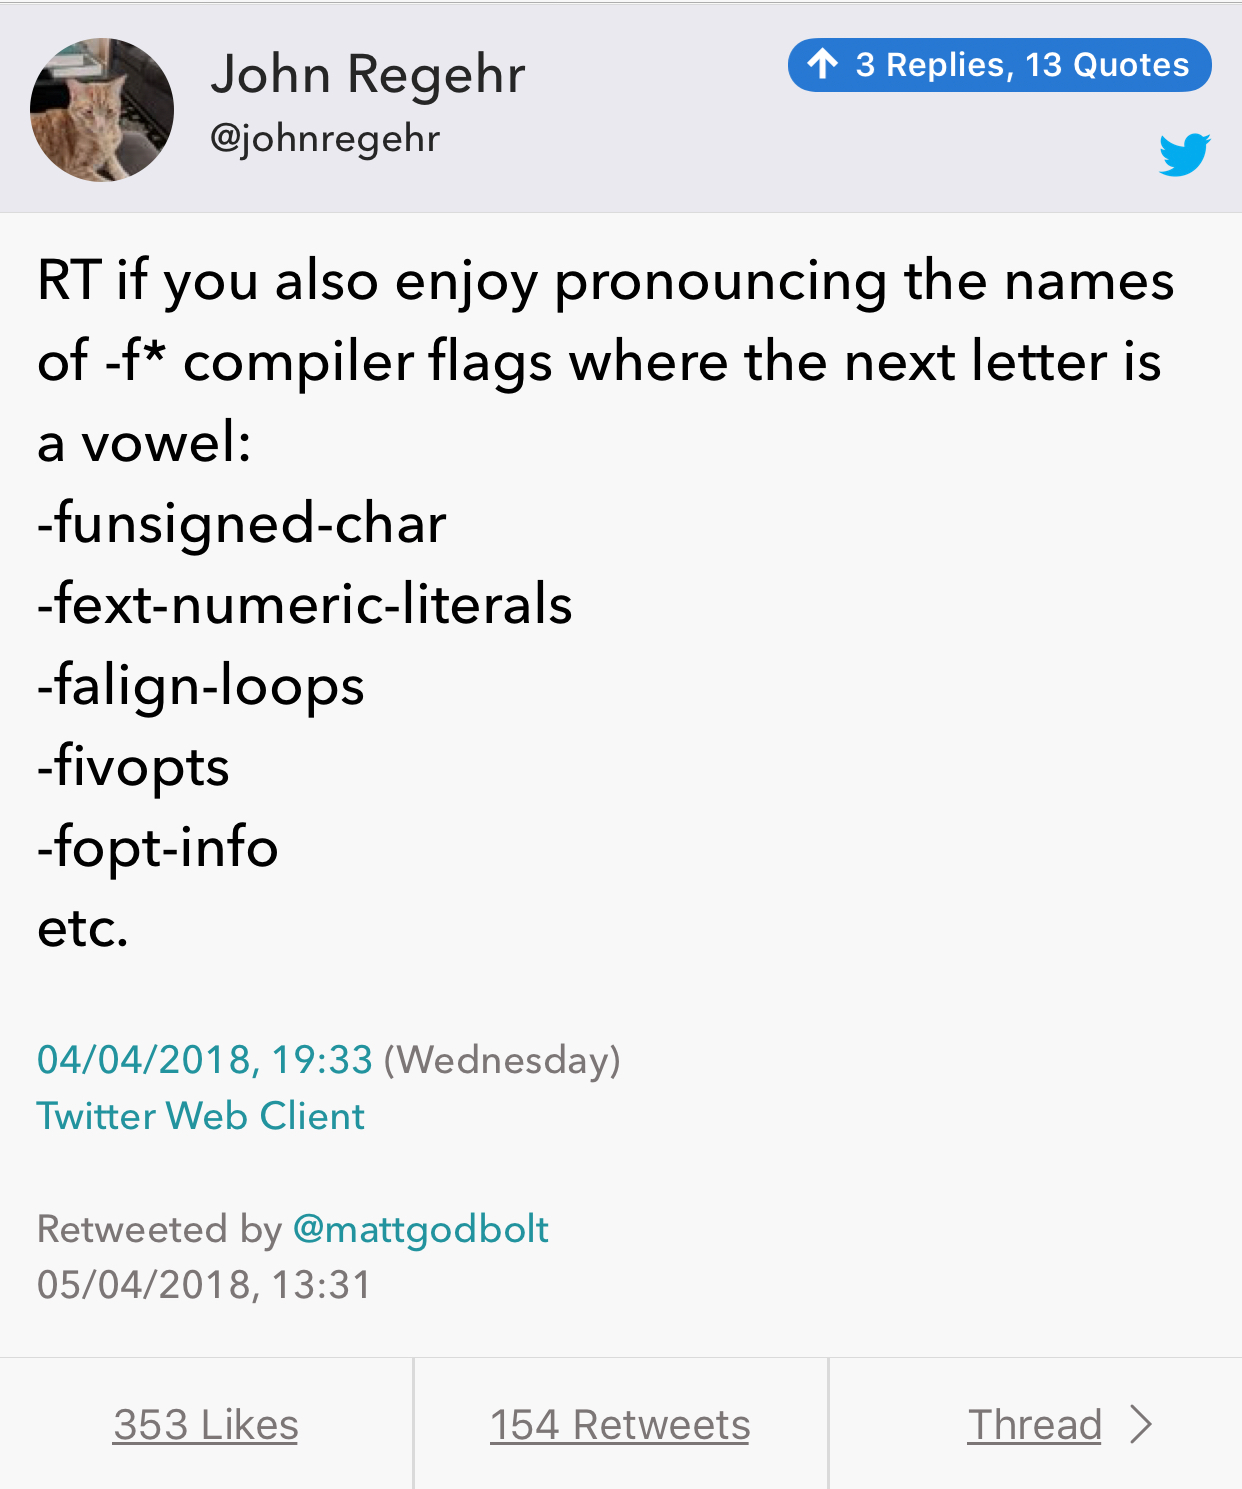 John Regehr
@johnregehr
3 Replies, 13 Quotes
RT if you also enjoy pronouncing the names
of -f* compiler flags where the next letter is
a vowel:
-funsigned-char
-fext-numeric-literals
-falign-loops
-fivopts
-fopt-info
etc.
04/04/2018, 19:33 (Wednesday)
Twitter Web Client
Retweeted by @mattgodbolt
05/04/2018, 13:31
353 Likes
154 Retweets
Thread